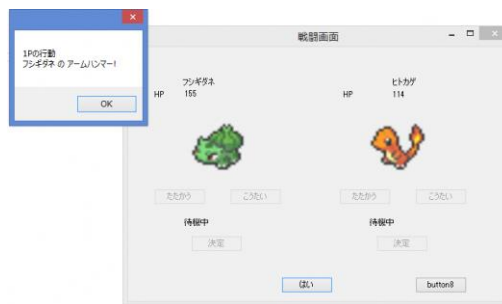 戦闘画面
1Pの行動
フシギダネ の アームハンマー!
OK
フシギダネ
HP 155
ヒトカゲ
HP 114
たたかう こうたい
たたかう こうたい
待機中
待機中
決定
決定
はい
button8